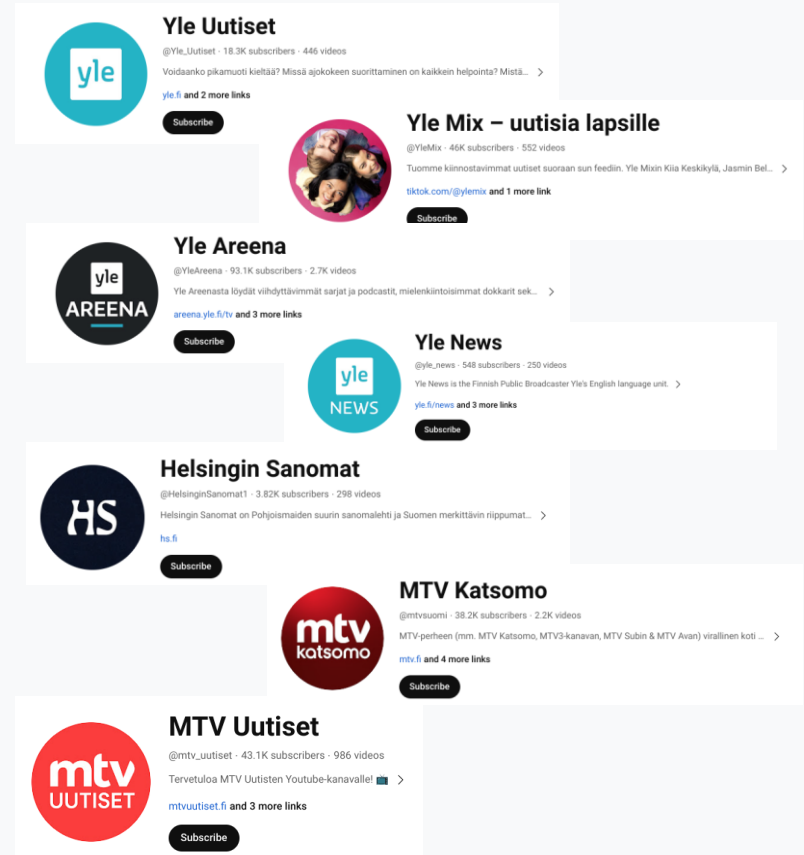 yle
Yle Uutiset
@Yle_Uutiset · 18.3K subscribers · 446 videos
Voidaanko pikamuoti kieltää? Missä ajokokeen suorittaminen on kaikkein helpointa? Mistä...
yle.fi and 2 more links
Subscribe
Yle Mix – uutisia lapsille
@YleMix · 46K subscribers · 552 videos
Tuomme kiinnostavimmat uutiset suoraan sun feediin. Yle Mixin Kiia Keskikylä, Jasmin Bel...
tiktok.com/@ylemix and 1 more link
Subscribe
yle
AREENA
Yle Areena
@YleAreena · 93.1K subscribers · 2.7K videos
Yle Areenasta löydät viihdyttävimmät sarjat ja podcastit, mielenkiintoisimmat dokkarit sek...
areena.yle.fi/tv and 3 more links
Subscribe
yle
NEWS
Yle News
@yle_news · 548 subscribers · 250 videos
Yle News is the Finnish Public Broadcaster Yle's English language unit.
yle.fi/news and 3 more links
Subscribe
HS
Helsingin Sanomat
@HelsinginSanomat1 · 3.82K subscribers · 298 videos
Helsingin Sanomat on Pohjoismaiden suurin sanomalehti ja Suomen merkittävin riippumat...
hs.fi
Subscribe
mtv
katsomo
MTV Katsomo
@mtvsuomi · 38.2K subscribers · 2.2K videos
MTV-perheen (mm. MTV Katsomo, MTV3-kanavan, MTV Subin & MTV Avan) virallinen koti ...
mtv.fi and 4 more links
Subscribe
mtv
UUTISET
MTV Uutiset
@mtv_uutiset · 43.1K subscribers · 986 videos
Tervetuloa MTV Uutisten Youtube-kanavalle! 📺
mtvuutiset.fi and 3 more links
Subscribe